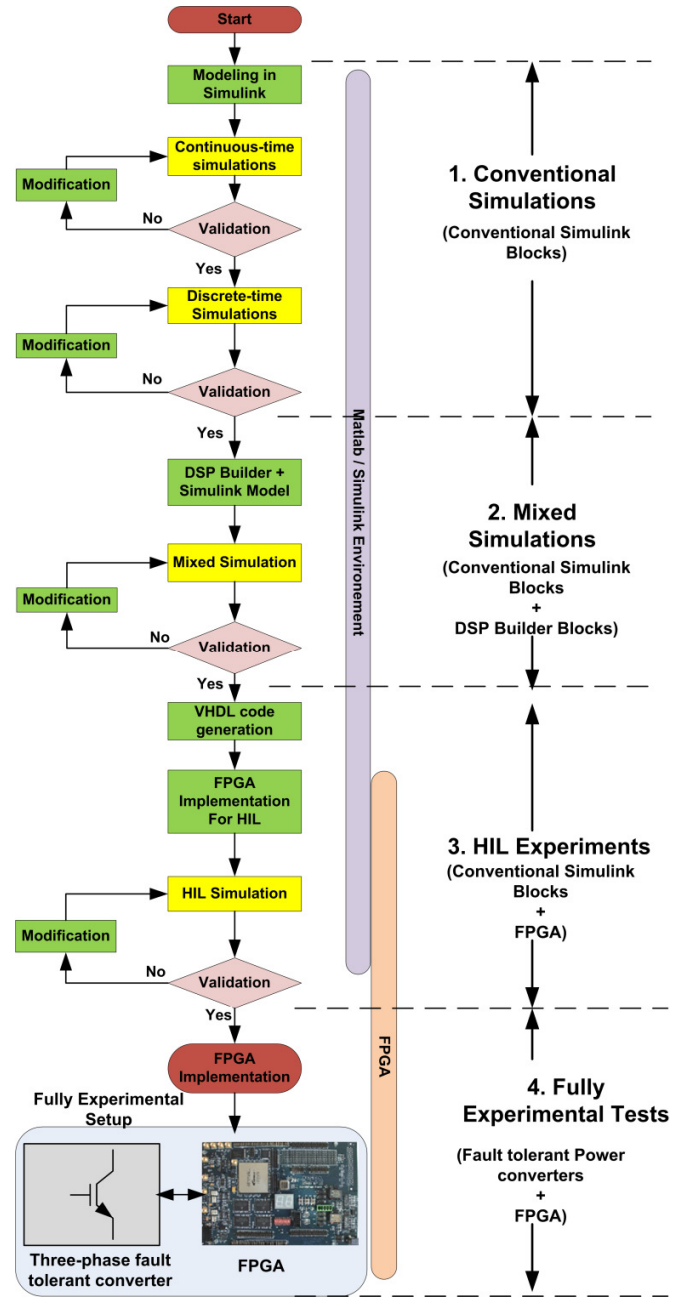 Start
Modeling in
Simulink
Continuous-time
simulations
Modification
No
Validation
Yes
Discrete-time
Simulations
Modification
No
Validation
Yes
DSP Builder +
Simulink Model
Mixed Simulation
Modification
No
Validation
Yes
VHDL code
generation
FPGA
Implementation
For HIL
HIL Simulation
Modification
No
Validation
Yes
FPGA
Implementation
Fully Experimental
Setup
Three-phase fault
tolerant converter
FPGA
Matlab / Simulink Environement
FPGA
1. Conventional
Simulations
(Conventional Simulink
Blocks)
2. Mixed
Simulations
(Conventional Simulink
Blocks
+
DSP Builder Blocks)
3. HIL Experiments
(Conventional Simulink
Blocks
+
FPGA)
4. Fully
Experimental Tests
(Fault tolerant Power
converters
+
FPGA)